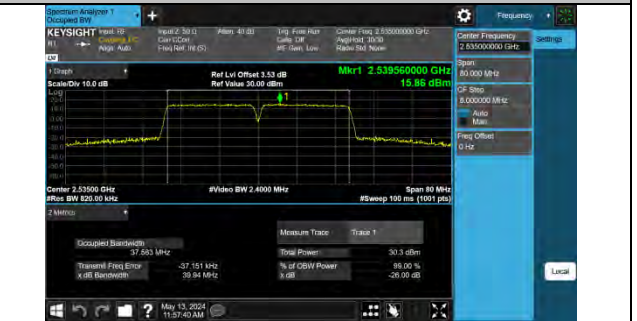 Spectrum Analyzer 1
Occupied BW
+
Frequency
KEYSIGHT Input: RF
Coupling: DC
Align: Auto
Input Z: 50 Ω
Corr CCorr
Freq Ref: Int (S)
Atten: 40 dB
Trig: Free Run
Gate: Off
#IF Gain: Low
Center Freq: 2.535000000 GHz
Avg|Hold: 30/30
Radio Std: None
Center Frequency
2.535000000 GHz
Settings
Span
80.000 MHz
CF Step
8.000000 MHz
Auto
Man
Freq Offset
0 Hz
1 Graph
Scale/Div 10.0 dB
Log
Ref Lvl Offset 3.53 dB
Ref Value 30.00 dBm
Mkr1 2.539560000 GHz
15.86 dBm
1
Center 2.53500 GHz
#Res BW 820.00 kHz
#Video BW 2.4000 MHz
Span 80 MHz
#Sweep 100 ms (1001 pts)
2 Metrics
Measure Trace Trace 1
Occupied Bandwidth
37.583 MHz
Total Power 30.3 dBm
Transmit Freq Error -37.151 kHz
% of OBW Power 99.00 %
x dB Bandwidth 39.94 MHz
x dB -26.00 dB
Local
?
May 13, 2024
11:57:40 AM